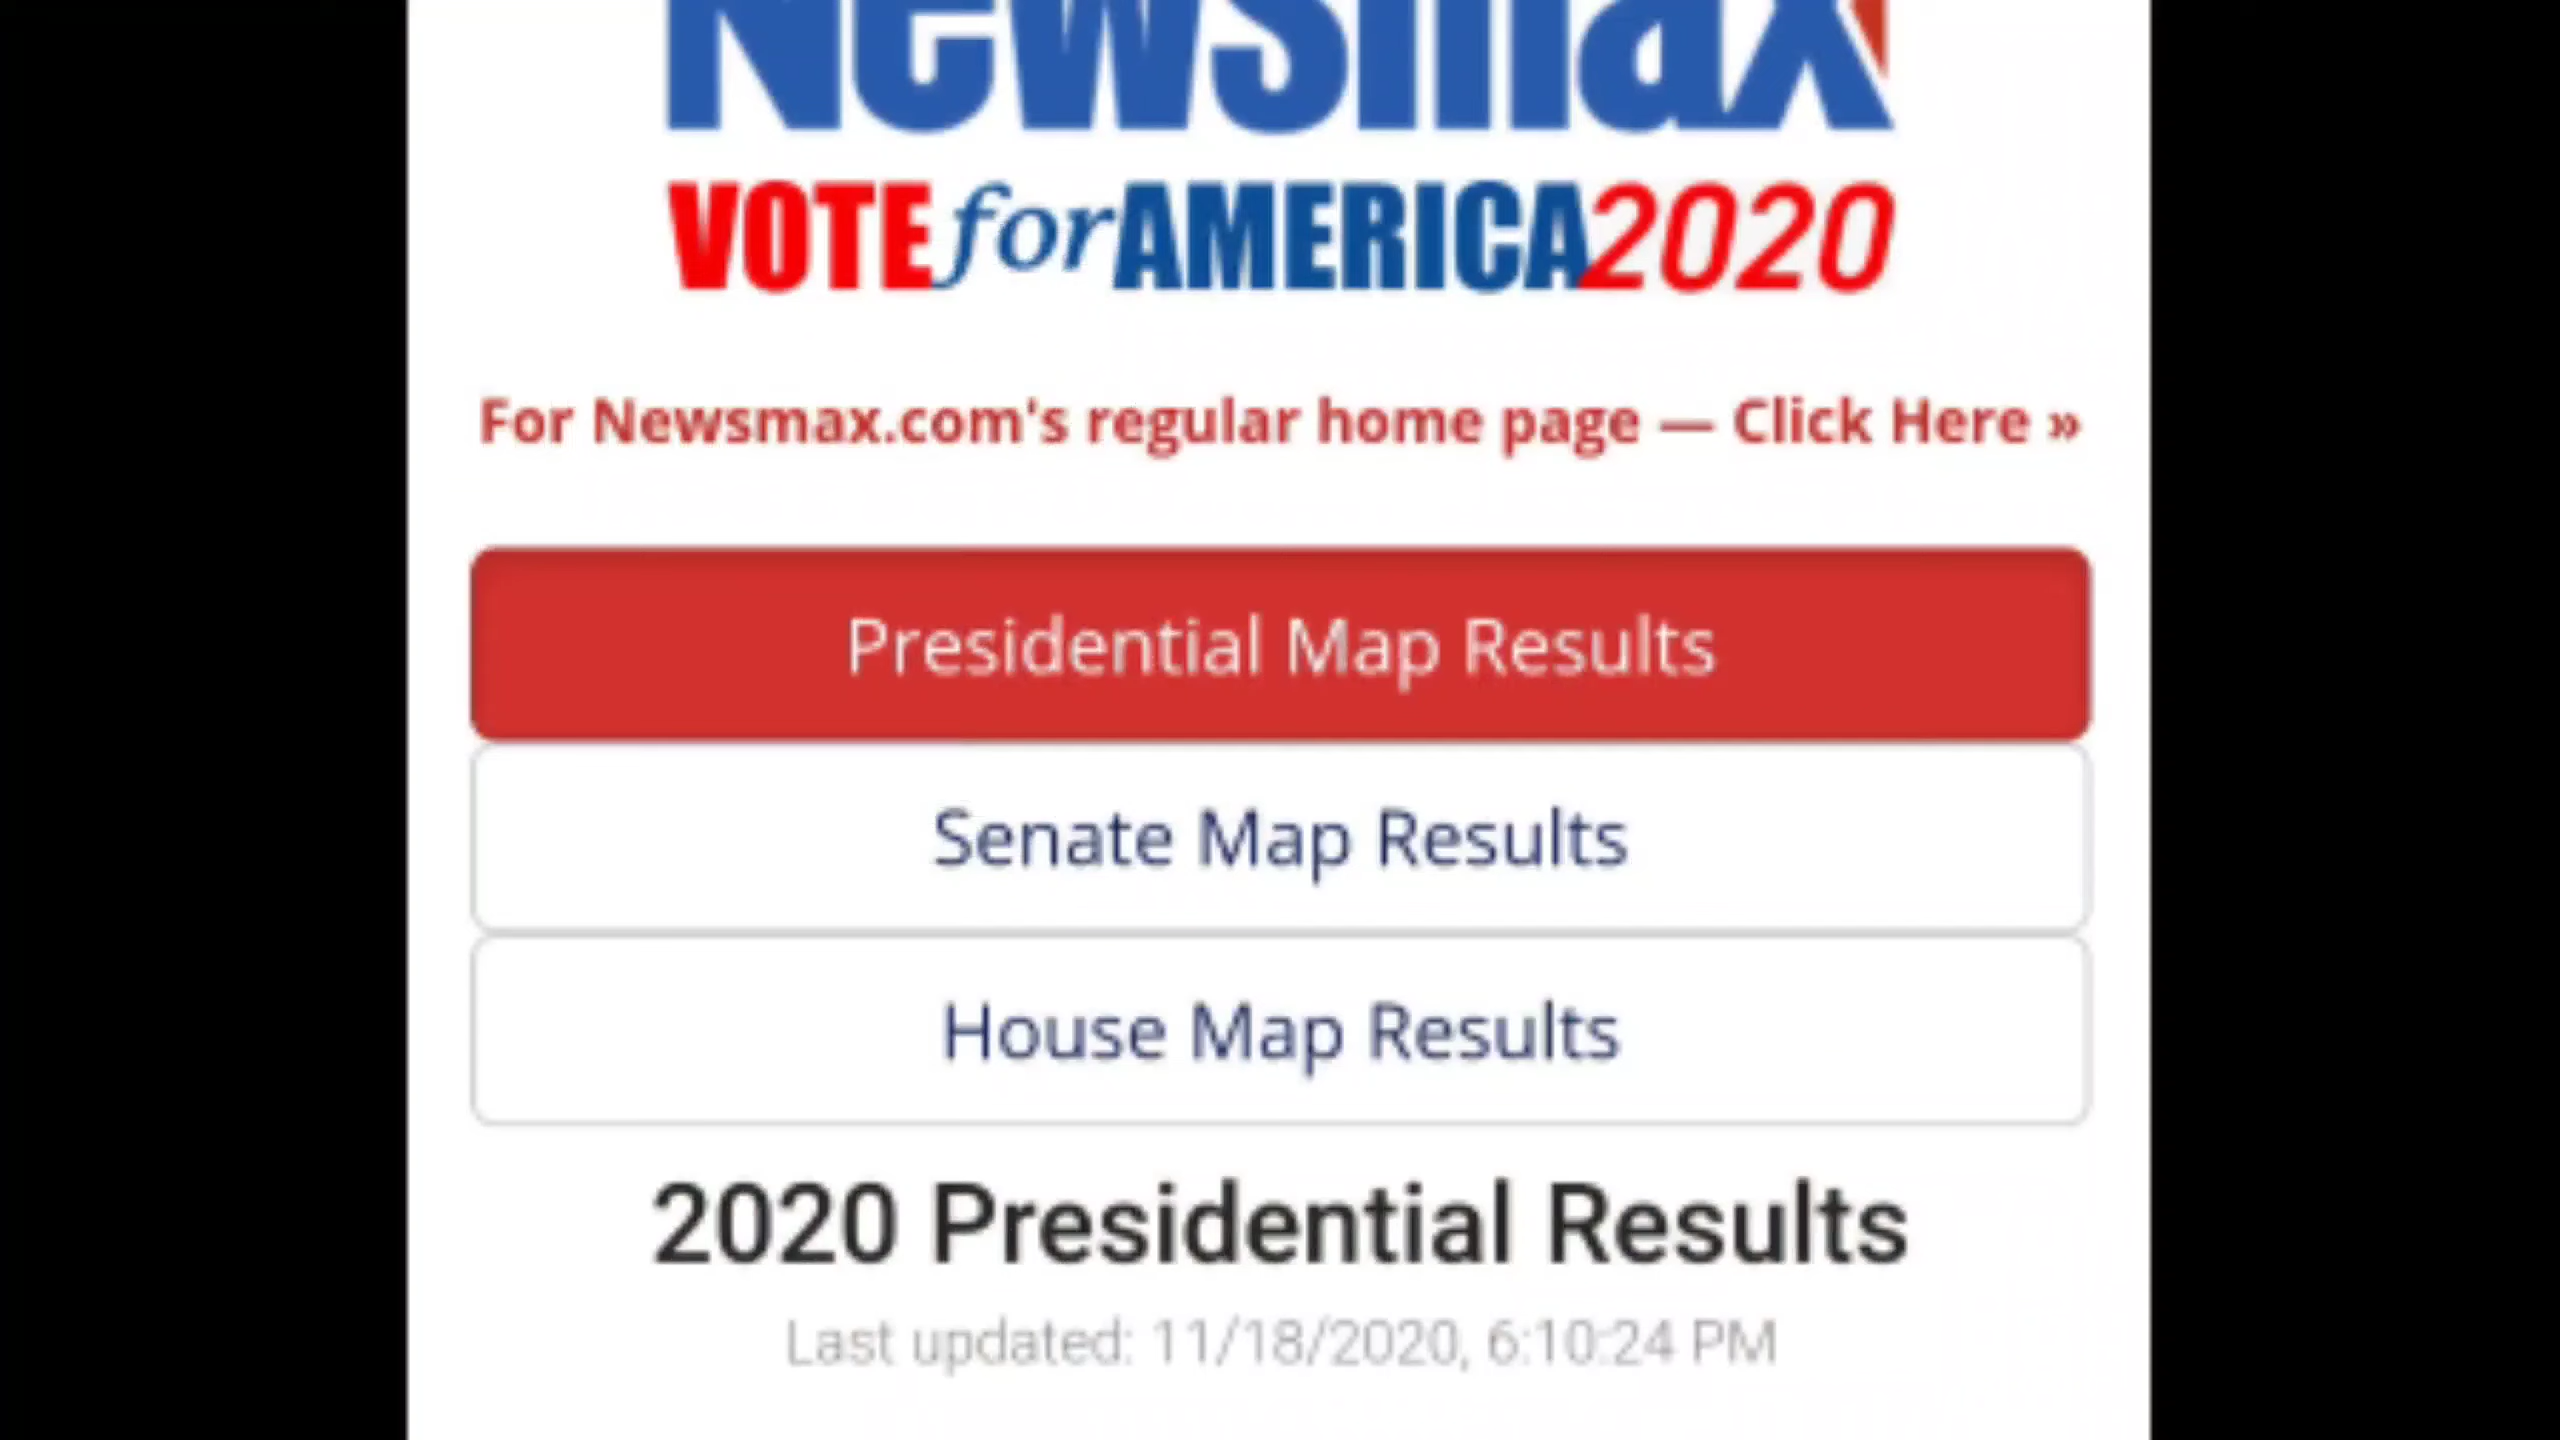 Newsmax
VOTE for AMERICA 2020
For Newsmax.com's regular home page — Click Here »
Presidential Map Results
Senate Map Results
House Map Results
2020 Presidential Results
Last updated: 11/18/2020, 6:10:24 PM